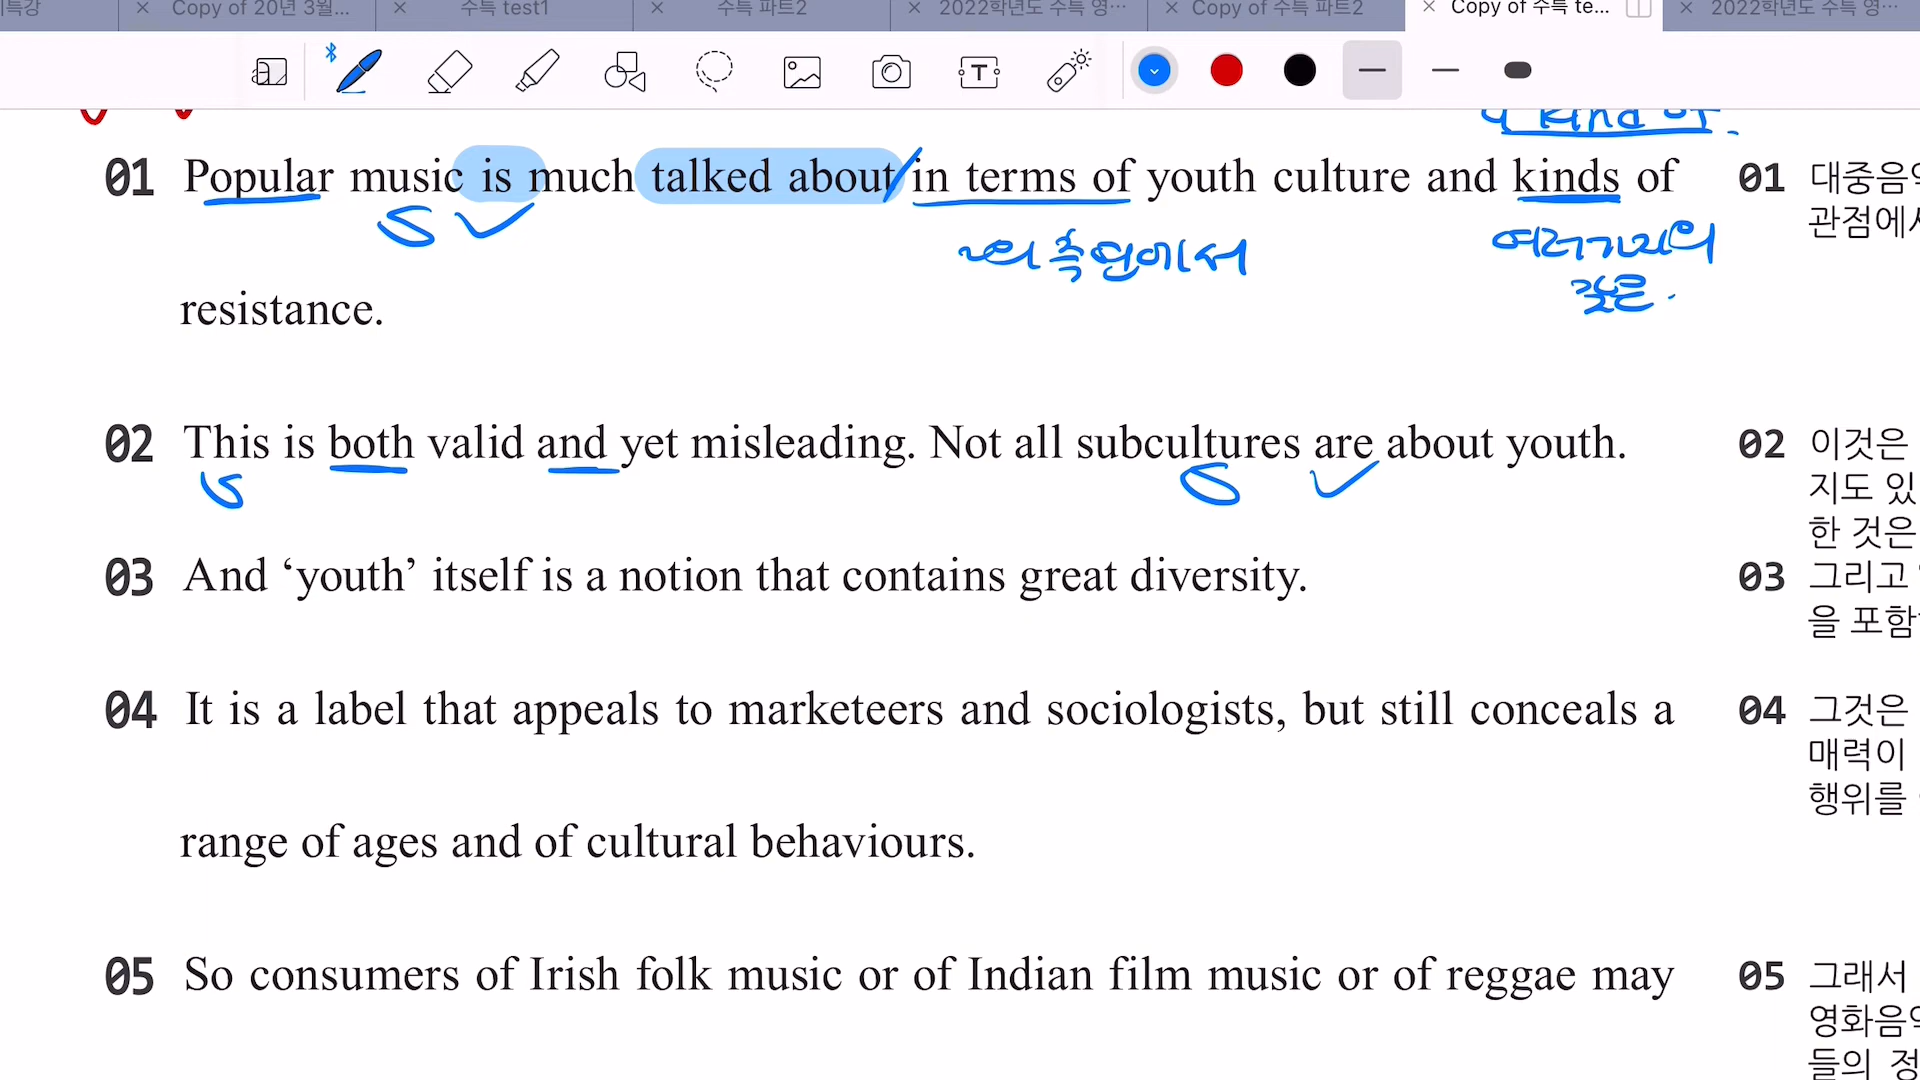 특강
× Copy of 20년 3월...
× 수특 test1
× 수특 파트2
× 2022학년도 수특 영...
× Copy of 수특 파트2
× Copy of 수특 te...
× 2022학년도 수특 영...
T
a kind of.
01 Popular music is much talked about in terms of youth culture and kinds of
S
~의 측면에서
여러가지의
같은.
resistance.
02 This is both valid and yet misleading. Not all subcultures are about youth.
S S
03 And ‘youth’ itself is a notion that contains great diversity.
04 It is a label that appeals to marketeers and sociologists, but still conceals a
range of ages and of cultural behaviours.
05 So consumers of Irish folk music or of Indian film music or of reggae may
01 대중음악
관점에서
02 이것은
지도 있
한 것은
03 그리고
을 포함
04 그것은
매력이
행위를
05 그래서
영화음악
들의 정